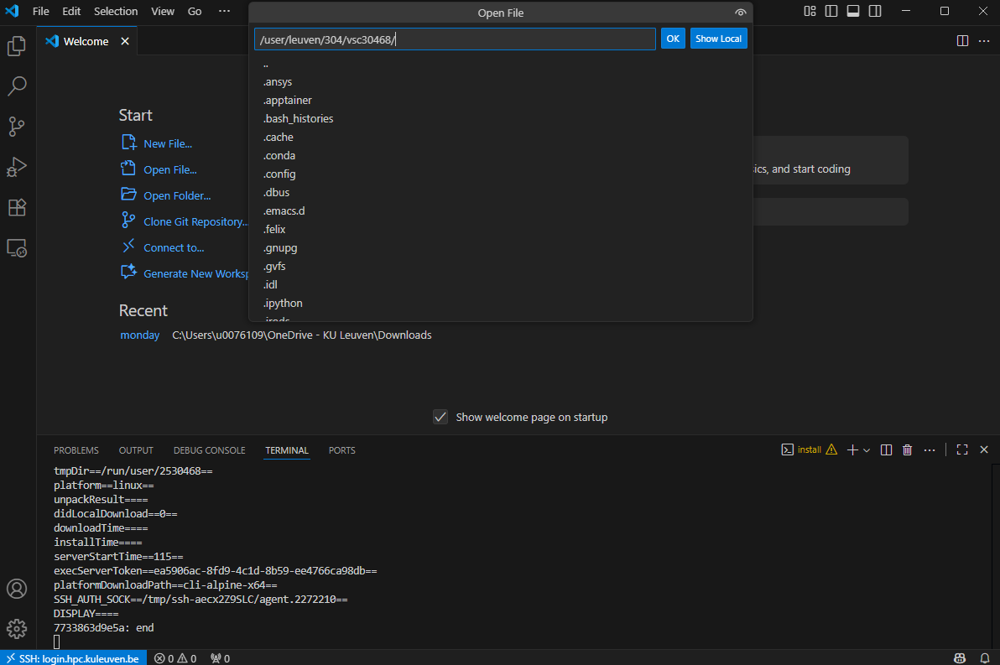 File Edit Selection View Go ···
Open File
Welcome
/user/leuven/304/vsc30468/
OK
Show Local
..
.ansys
.apptainer
.bash_histories
.cache
.conda
.config
.dbus
.emacs.d
.felix
.gnupg
.gvfs
.idl
.ipython
.irods
Start
New File...
Open File...
Open Folder...
Clone Git Repository...
Connect to...
Generate New Worksp
ics, and start coding
Recent
monday C:\Users\u0076109\OneDrive - KU Leuven\Downloads
Show welcome page on startup
PROBLEMS OUTPUT DEBUG CONSOLE TERMINAL PORTS
install
tmpDir==/run/user/2530468==
platform==linux==
unpackResult====
didLocalDownload==0==
downloadTime====
installTime====
serverStartTime==115==
execServerToken==ea5906ac-8fd9-4c1d-8b59-ee4766ca98db==
platformDownloadPath==cli-alpine-x64==
SSH_AUTH_SOCK==/tmp/ssh-aecx2Z9SLC/agent.2272210==
DISPLAY====
7733863d9e5a: end
SSH: login.hpc.kuleuven.be 0 0 0